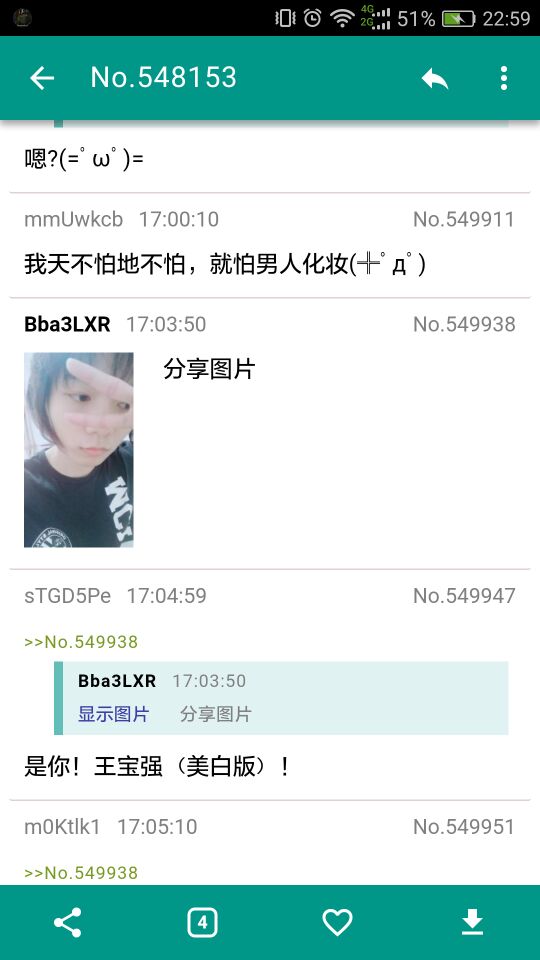 4G
2G
51%
22:59
No.548153
嗯?(=ﾟωﾟ)=
mmUwkcb 17:00:10 No.549911
我天不怕地不怕，就怕男人化妆(╬ﾟдﾟ)
Bba3LXR 17:03:50 No.549938
分享图片
WCI
sTGD5Pe 17:04:59 No.549947
>>No.549938
Bba3LXR 17:03:50
显示图片 分享图片
是你！王宝强（美白版）！
m0Ktlk1 17:05:10 No.549951
>>No.549938
4